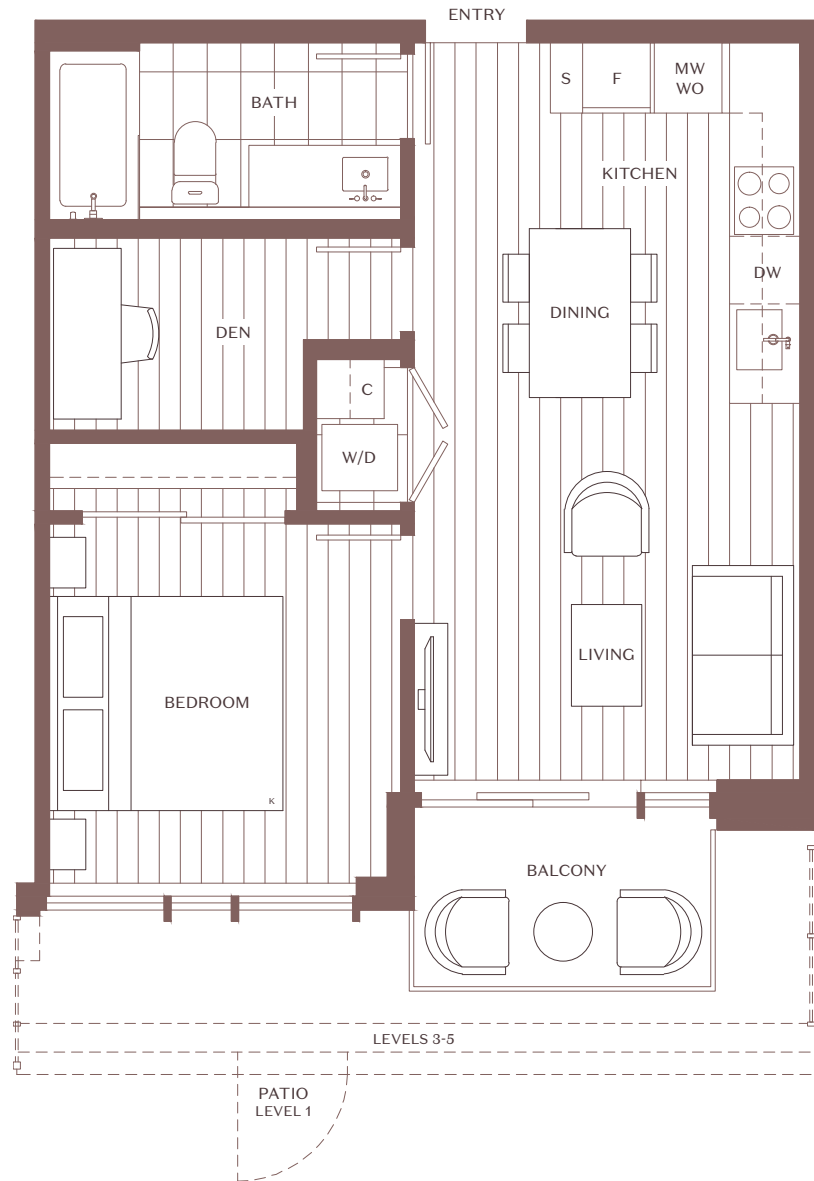 ENTRY
S
F
MW
WO
BATH
KITCHEN
DW
DEN
DINING
C
W/D
LIVING
BEDROOM
K
BALCONY
LEVELS 3-5
PATIO
LEVEL 1